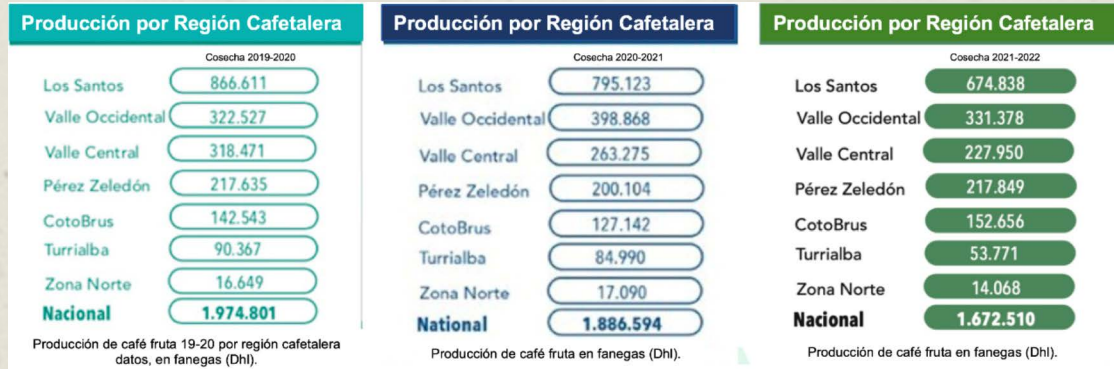 Producción por Región Cafetalera
Cosecha 2019-2020
Los Santos 866.611
Valle Occidental 322.527
Valle Central 318.471
Pérez Zeledón 217.635
CotoBrus 142.543
Turrialba 90.367
Zona Norte 16.649
Nacional 1.974.801
Producción de café fruta 19-20 por región cafetalera
datos, en fanegas (Dhl).
Producción por Región Cafetalera
Cosecha 2020-2021
Los Santos 795.123
Valle Occidental 398.868
Valle Central 263.275
Pérez Zeledón 200.104
CotoBrus 127.142
Turrialba 84.990
Zona Norte 17.090
National 1.886.594
Producción de café fruta en fanegas (Dhl).
Producción por Región Cafetalera
Cosecha 2021-2022
Los Santos 674.838
Valle Occidental 331.378
Valle Central 227.950
Pérez Zeledón 217.849
CotoBrus 152.656
Turrialba 53.771
Zona Norte 14.068
Nacional 1.672.510
Producción de café fruta en fanegas (Dhl).